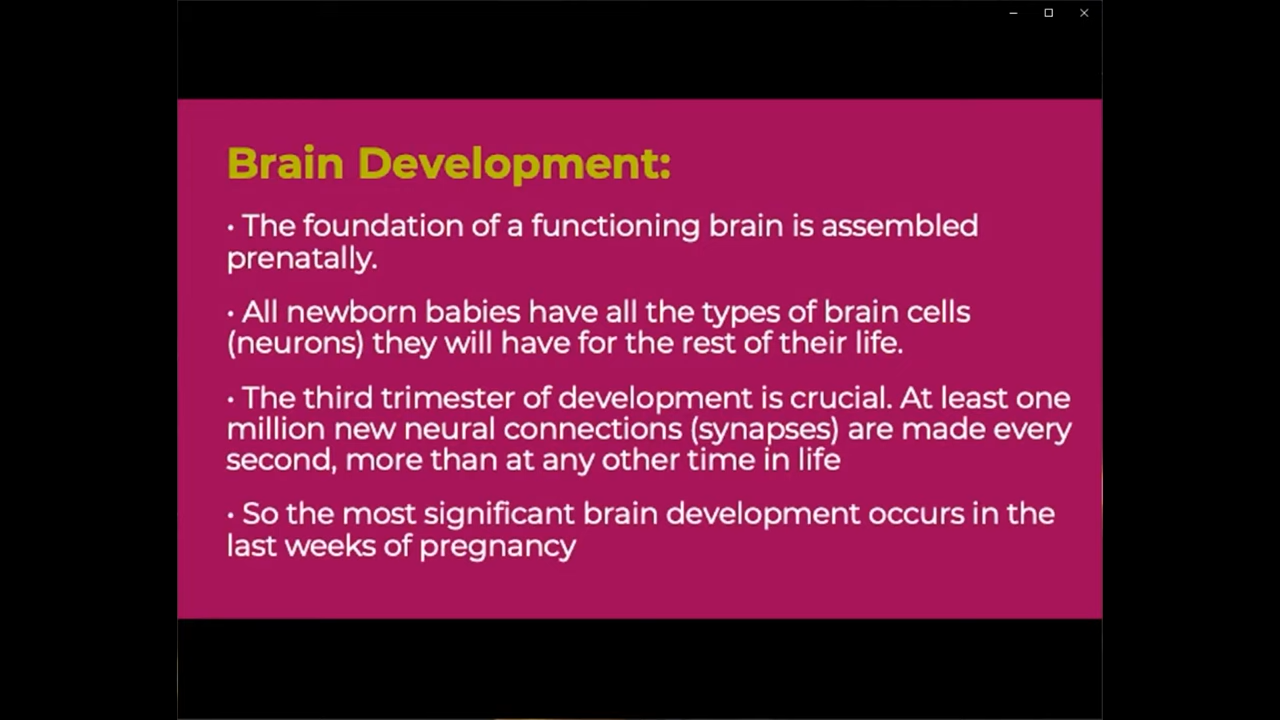 Brain Development:
• The foundation of a functioning brain is assembled
prenatally.
• All newborn babies have all the types of brain cells
(neurons) they will have for the rest of their life.
• The third trimester of development is crucial. At least one
million new neural connections (synapses) are made every
second, more than at any other time in life
• So the most significant brain development occurs in the
last weeks of pregnancy